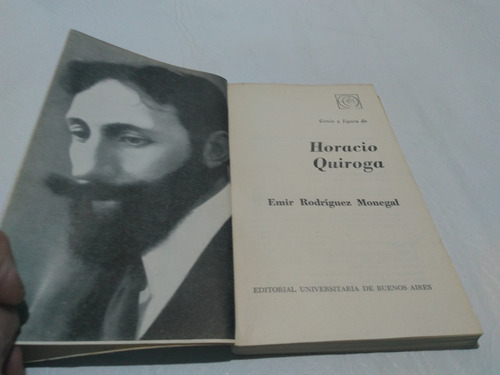 Genio y figura de
Horacio
Quiroga
Emir Rodríguez Monegal
EDITORIAL UNIVERSITARIA DE BUENOS AIRES